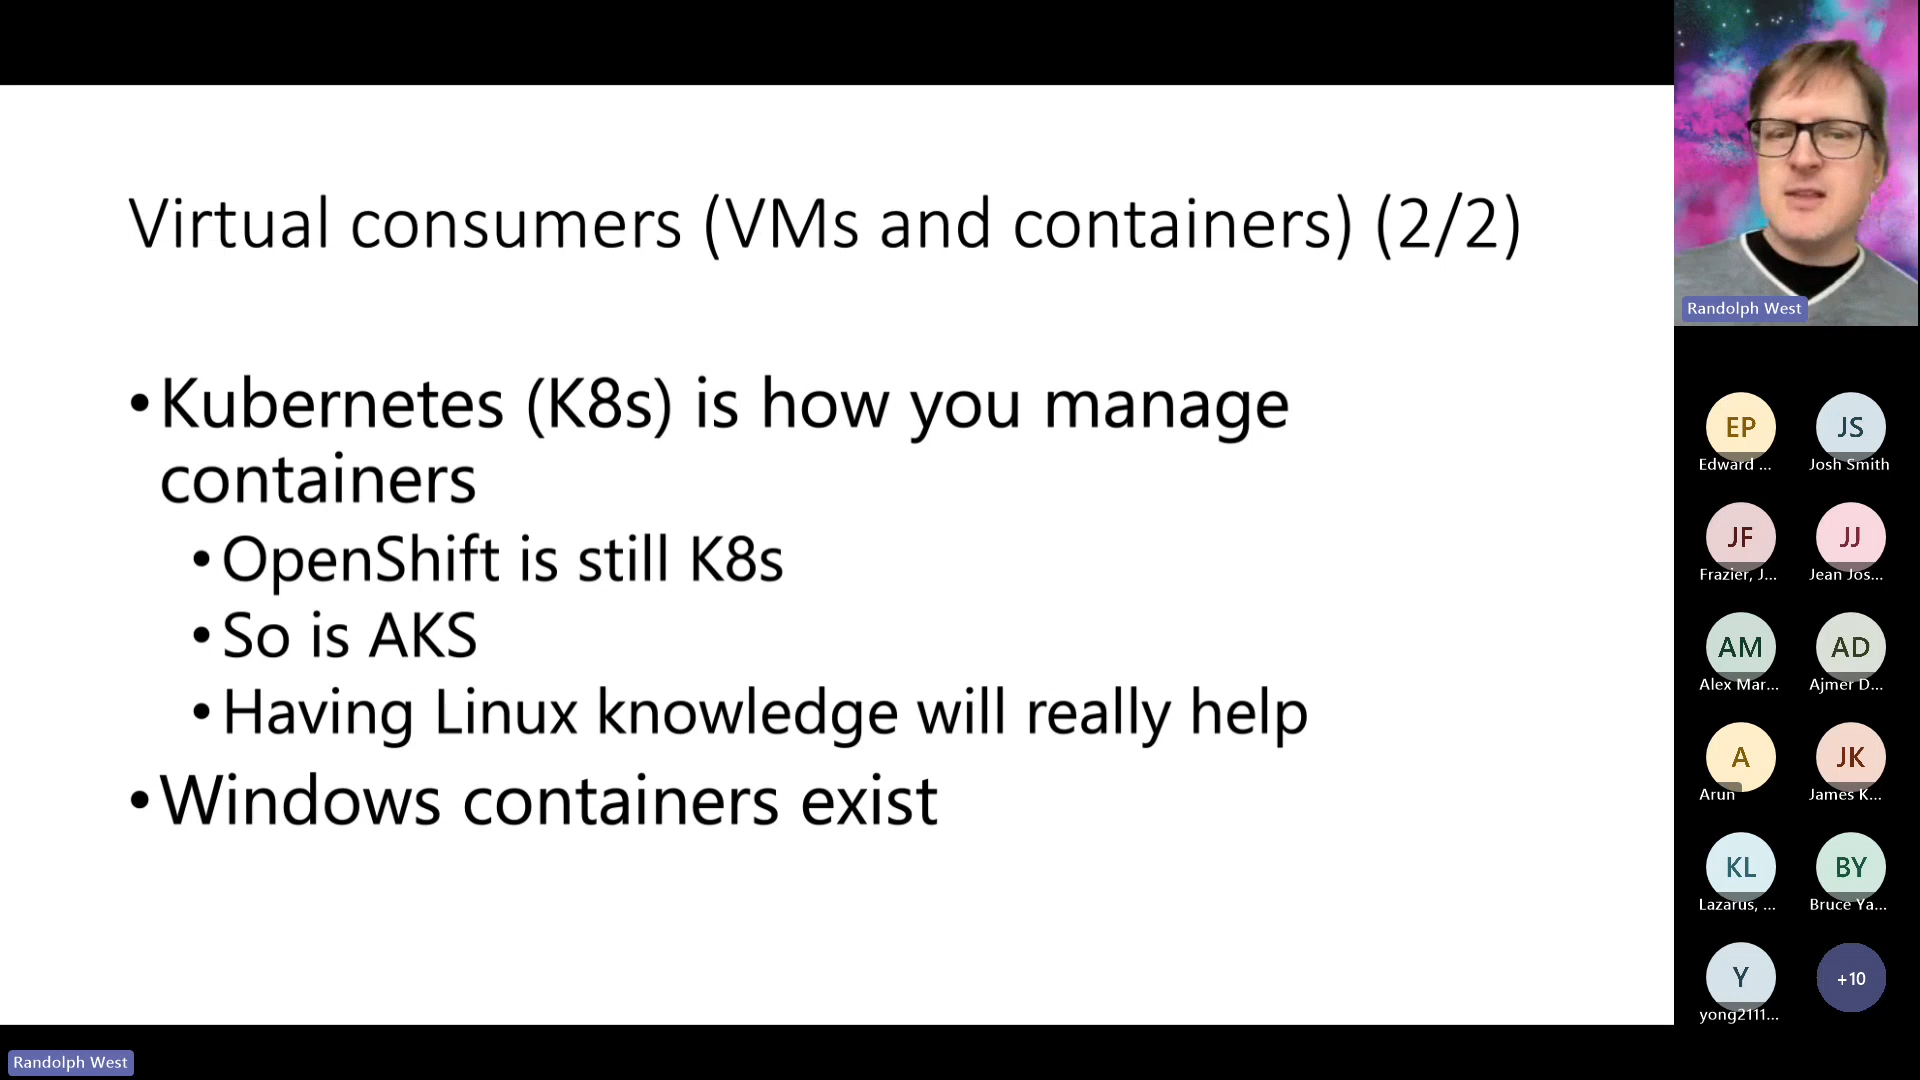 Virtual consumers (VMs and containers) (2/2)
•Kubernetes (K8s) is how you manage
containers
•OpenShift is still K8s
•So is AKS
•Having Linux knowledge will really help
•Windows containers exist
Randolph West
Randolph West
EP
JS
Edward ...
Josh Smith
JF
JJ
Frazier, J...
Jean Jos...
AM
AD
Alex Mar...
Ajmer D...
A
JK
Arun
James K...
KL
BY
Lazarus, ...
Bruce Ya...
Y
+10
yong2111...